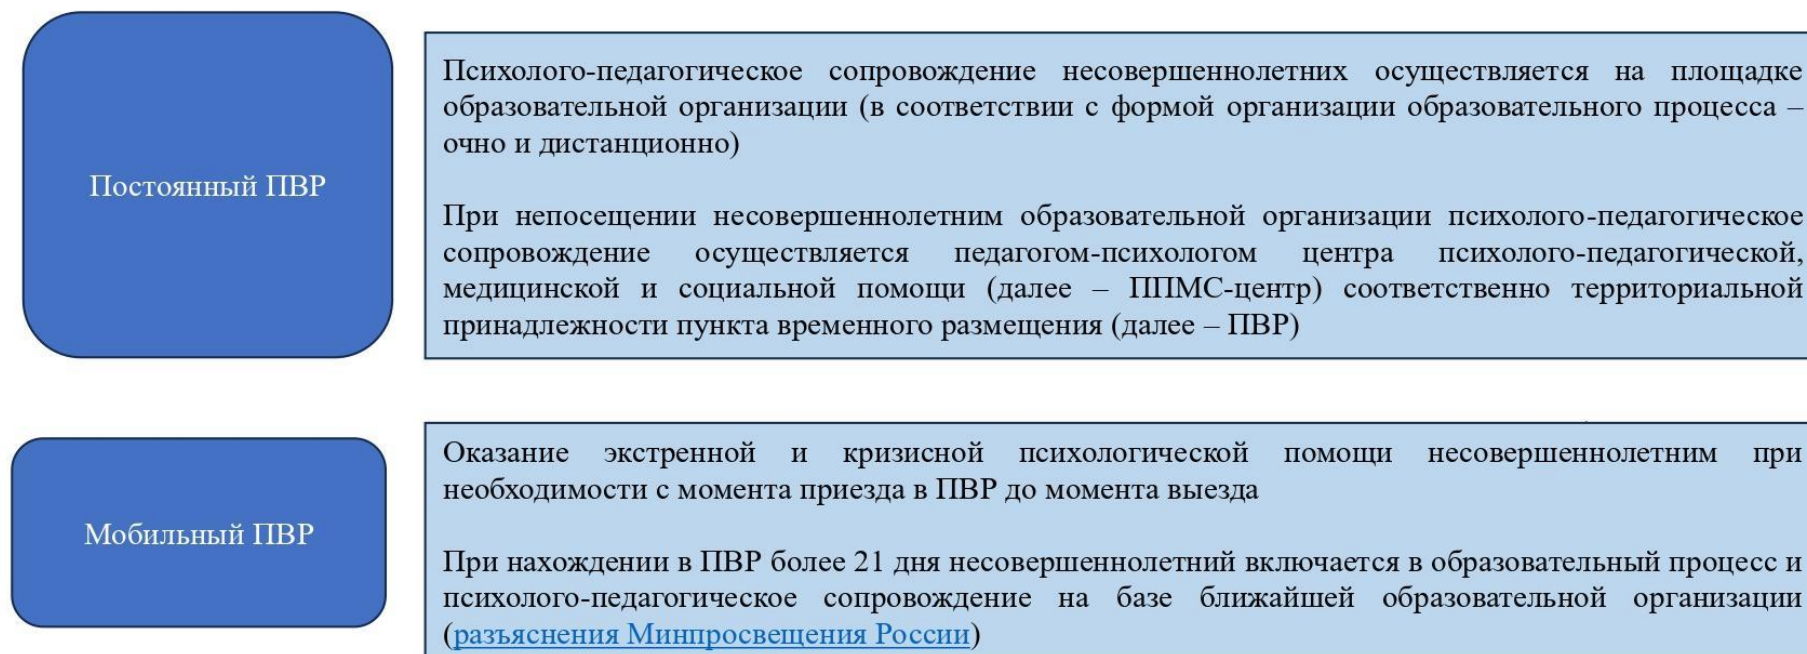 Постоянный ПВР
Психолого-педагогическое сопровождение несовершеннолетних осуществляется на площадке
образовательной организации (в соответствии с формой организации образовательного процесса –
очно и дистанционно)
При непосещении несовершеннолетним образовательной организации психолого-педагогическое
сопровождение осуществляется педагогом-психологом центра психолого-педагогической,
медицинской и социальной помощи (далее – ППМС-центр) соответственно территориальной
принадлежности пункта временного размещения (далее – ПВР)
Мобильный ПВР
Оказание экстренной и кризисной психологической помощи несовершеннолетним при
необходимости с момента приезда в ПВР до момента выезда
При нахождении в ПВР более 21 дня несовершеннолетний включается в образовательный процесс и
психолого-педагогическое сопровождение на базе ближайшей образовательной организации
(разъяснения Минпросвещения России)